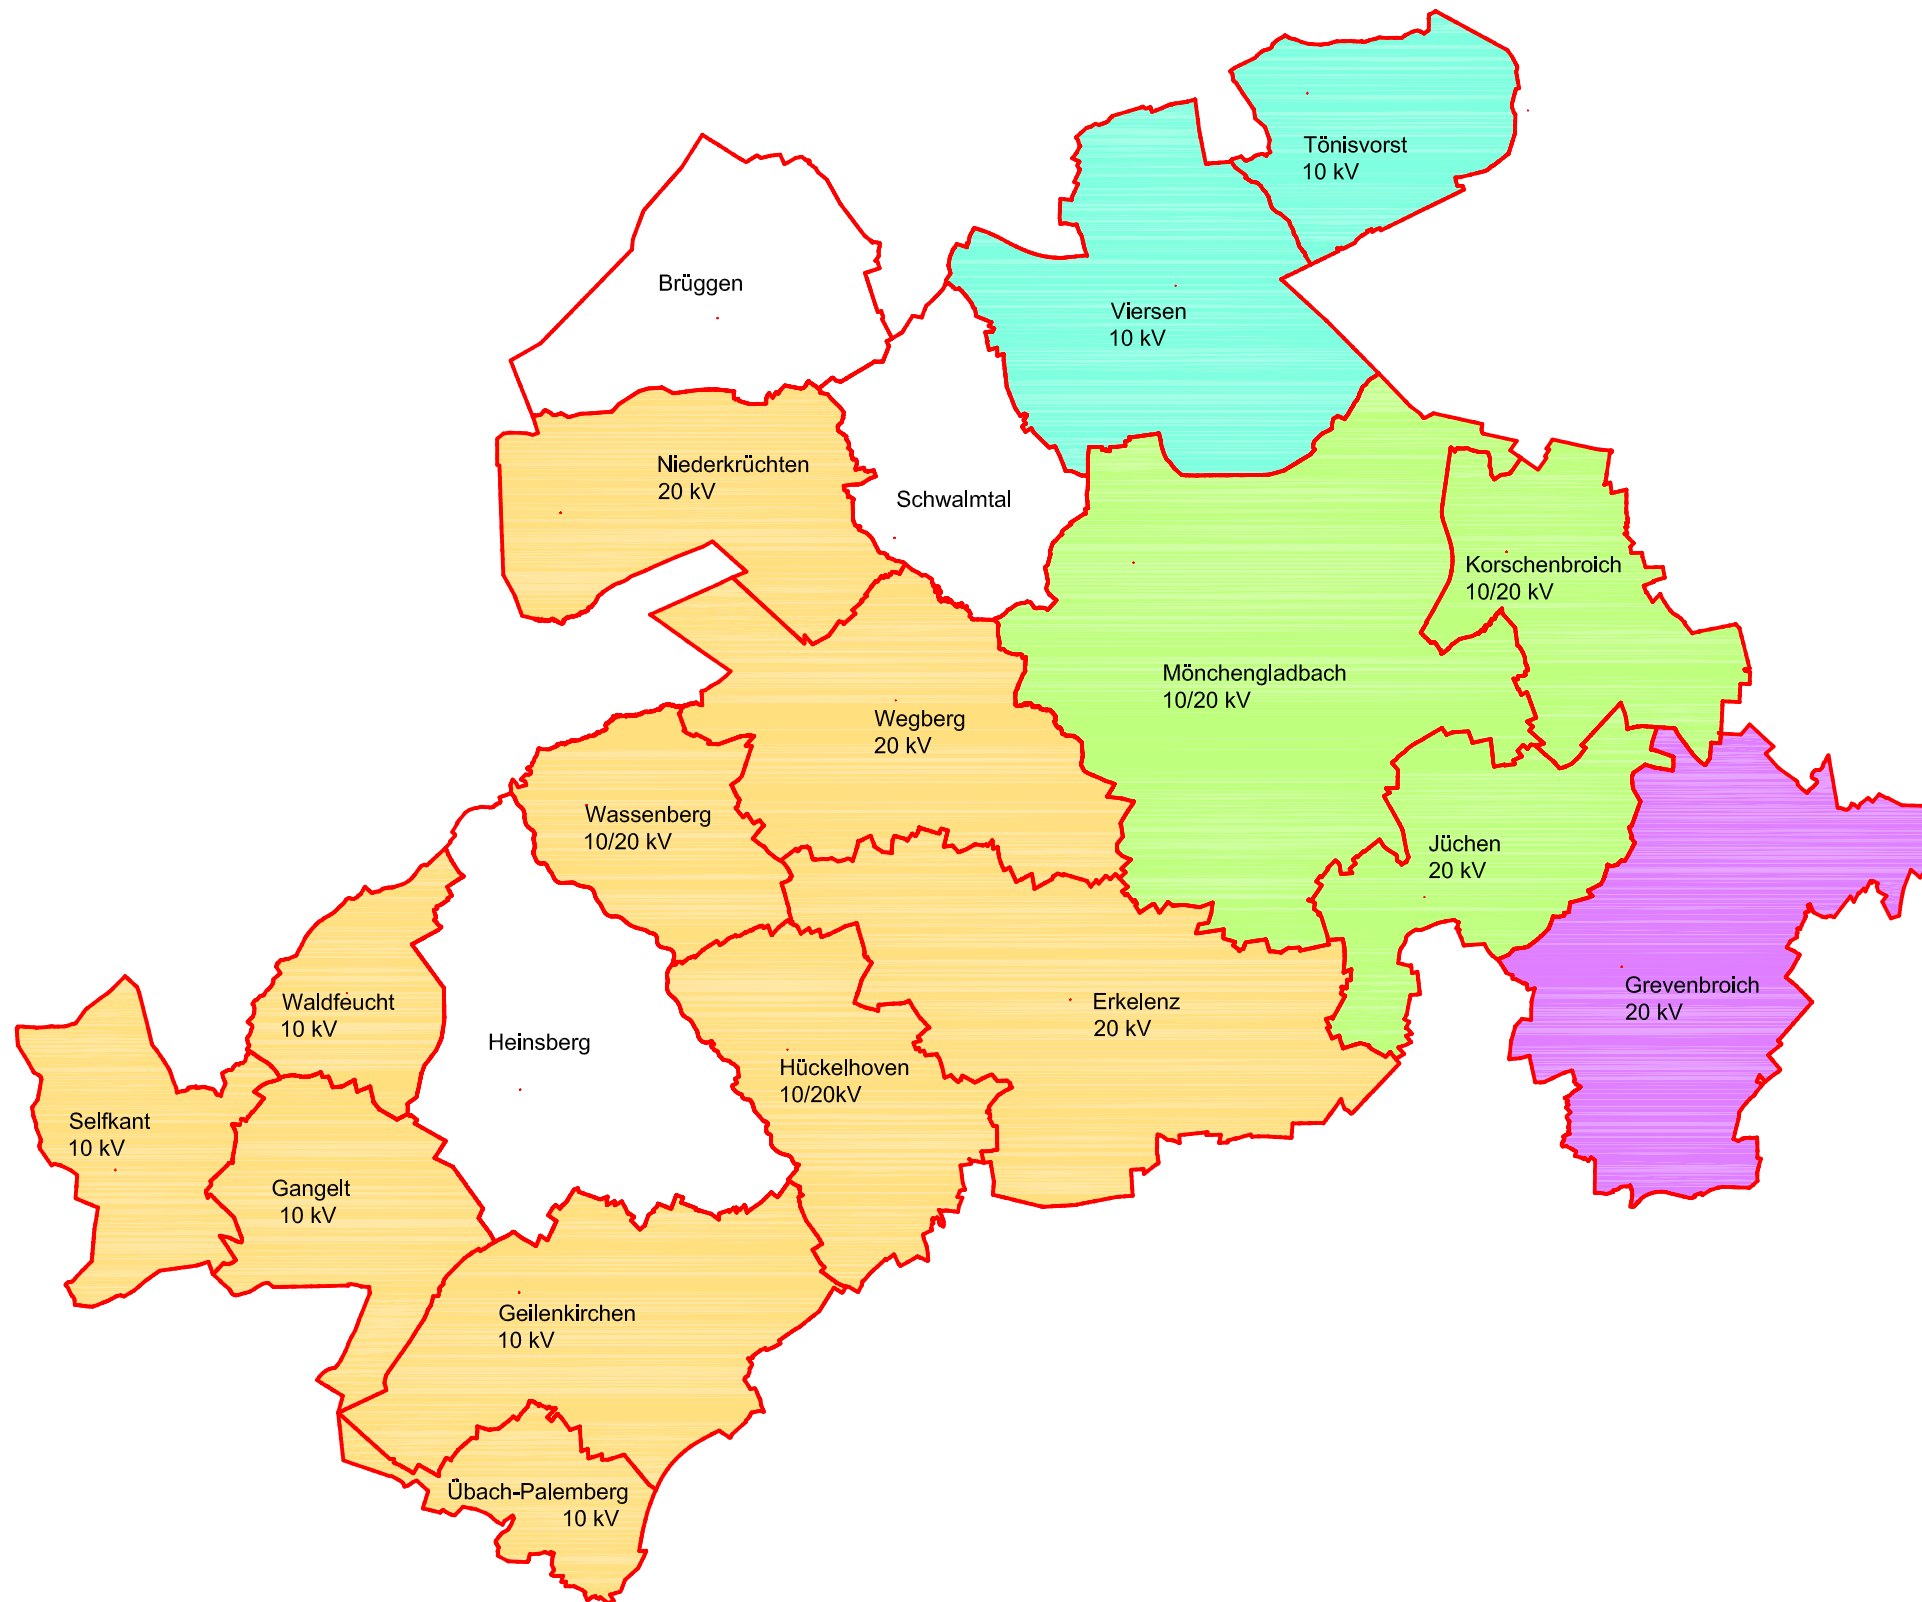 Tönisvorst
10 kV
Brüggen
Viersen
10 kV
Niederkrüchten
20 kV
Schwalmtal
Korschenbroich
10/20 kV
Mönchengladbach
10/20 kV
Wegberg
20 kV
Wassenberg
10/20 kV
Jüchen
20 kV
Grevenbroich
20 kV
Waldfeucht
10 kV
Erkelenz
20 kV
Heinsberg
Hückelhoven
10/20kV
Selfkant
10 kV
Gangelt
10 kV
Geilenkirchen
10 kV
Übach-Palemberg
10 kV